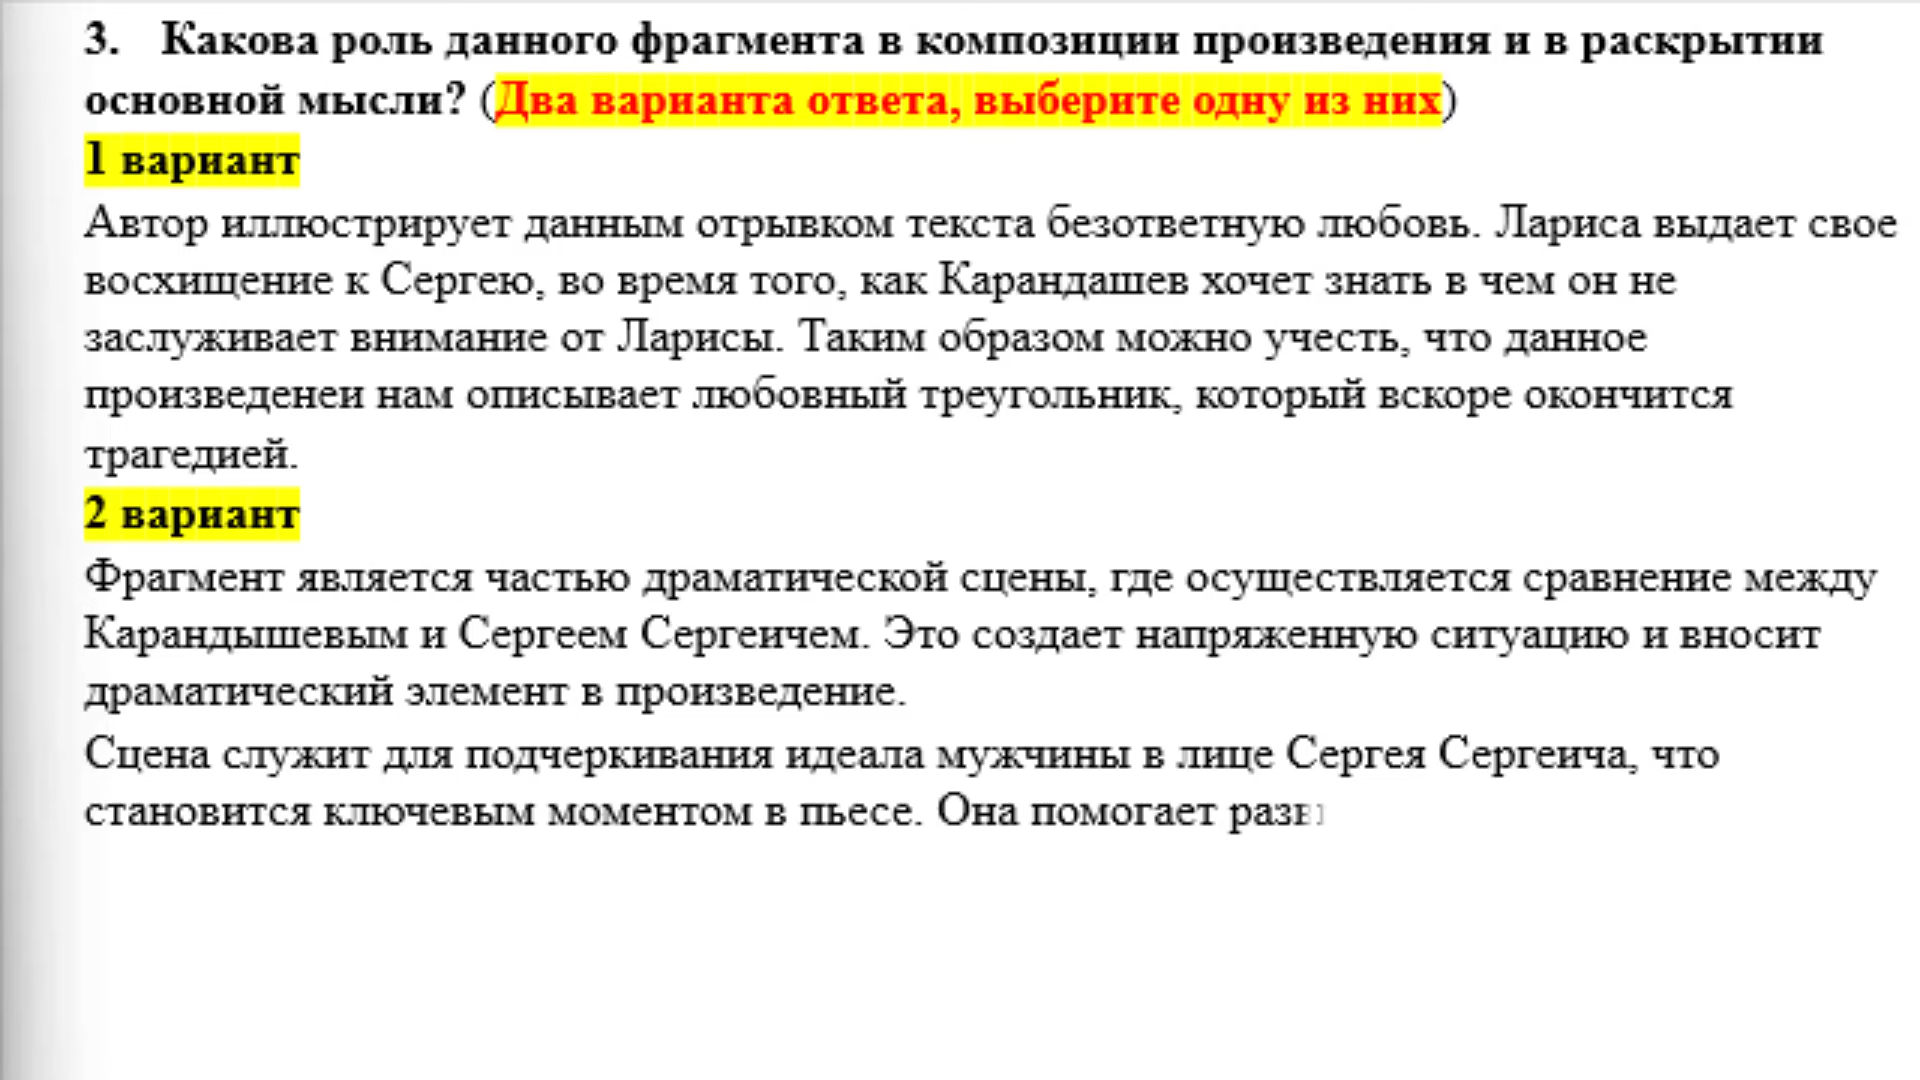 3. Какова роль данного фрагмента в композиции произведения и в раскрытии
основной мысли? (Два варианта ответа, выберите одну из них)
1 вариант
Автор иллюстрирует данным отрывком текста безответную любовь. Лариса выдает свое
восхищение к Сергею, во время того, как Карандашев хочет знать в чем он не
заслуживает внимание от Ларисы. Таким образом можно учесть, что данное
произведенеи нам описывает любовный треугольник, который вскоре окончится
трагедией.
2 вариант
Фрагмент является частью драматической сцены, где осуществляется сравнение между
Карандышевым и Сергеем Сергеичем. Это создает напряженную ситуацию и вносит
драматический элемент в произведение.
Сцена служит для подчеркивания идеала мужчины в лице Сергея Сергеича, что
становится ключевым моментом в пьесе. Она помогает